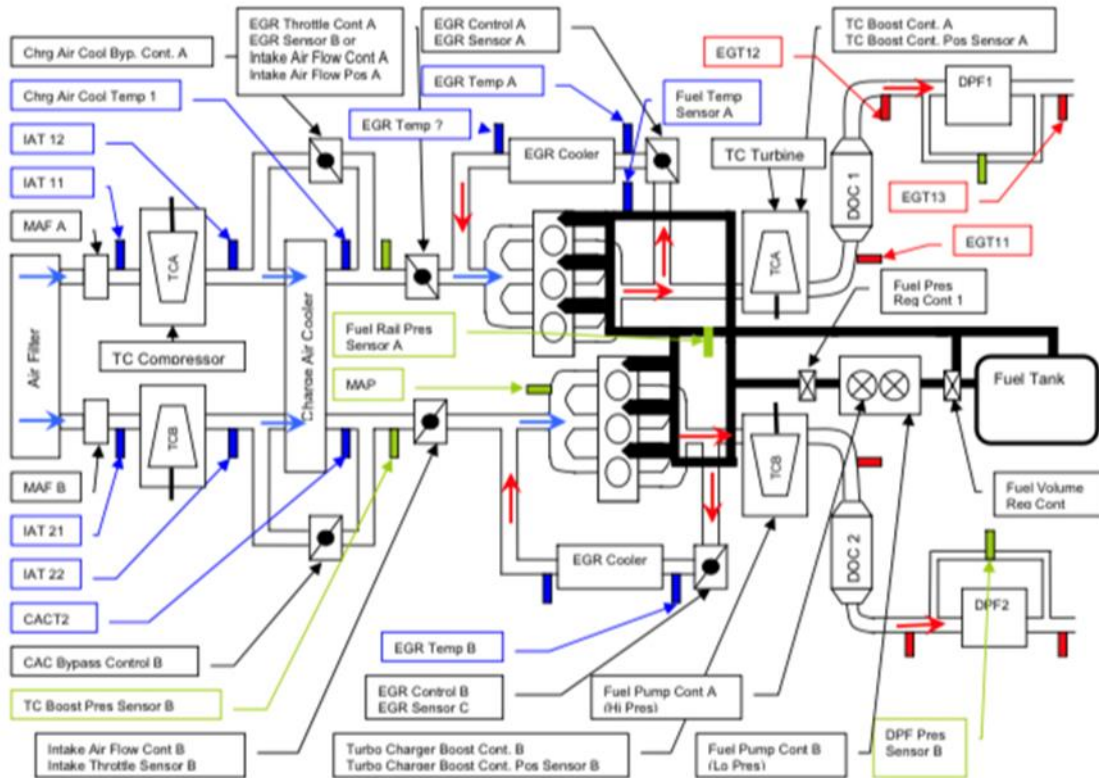 EGR Throttle Cont A
EGR Sensor B or
Intake Air Flow Cont A
Intake Air Flow Pos A
EGR Control A
EGR Sensor A
TC Boost Cont. A
TC Boost Cont. Pos Sensor A
Chrg Air Cool Byp. Cont. A
EGT12
DPF1
Chrg Air Cool Temp 1
EGR Temp A
Fuel Temp
Sensor A
EGR Temp ?
IAT 12
EGR Cooler
TC Turbine
DOC 1
IAT 11
EGT13
MAF A
EGT11
TCA
TCA
Fuel Pres
Reg Cont 1
Air Filter
TC Compressor
Charge Air Cooler
Fuel Rail Pres
Sensor A
MAP
Fuel Tank
TCB
TCB
MAF B
Fuel Volume
Reg Cont
IAT 21
IAT 22
EGR Cooler
DOC 2
CACT2
DPF2
CAC Bypass Control B
EGR Temp B
TC Boost Pres Sensor B
EGR Control B
EGR Sensor C
Fuel Pump Cont A
(Hi Pres)
DPF Pres
Sensor B
Intake Air Flow Cont B
Intake Throttle Sensor B
Turbo Charger Boost Cont. B
Turbo Charger Boost Cont. Pos Sensor B
Fuel Pump Cont B
(Lo Pres)